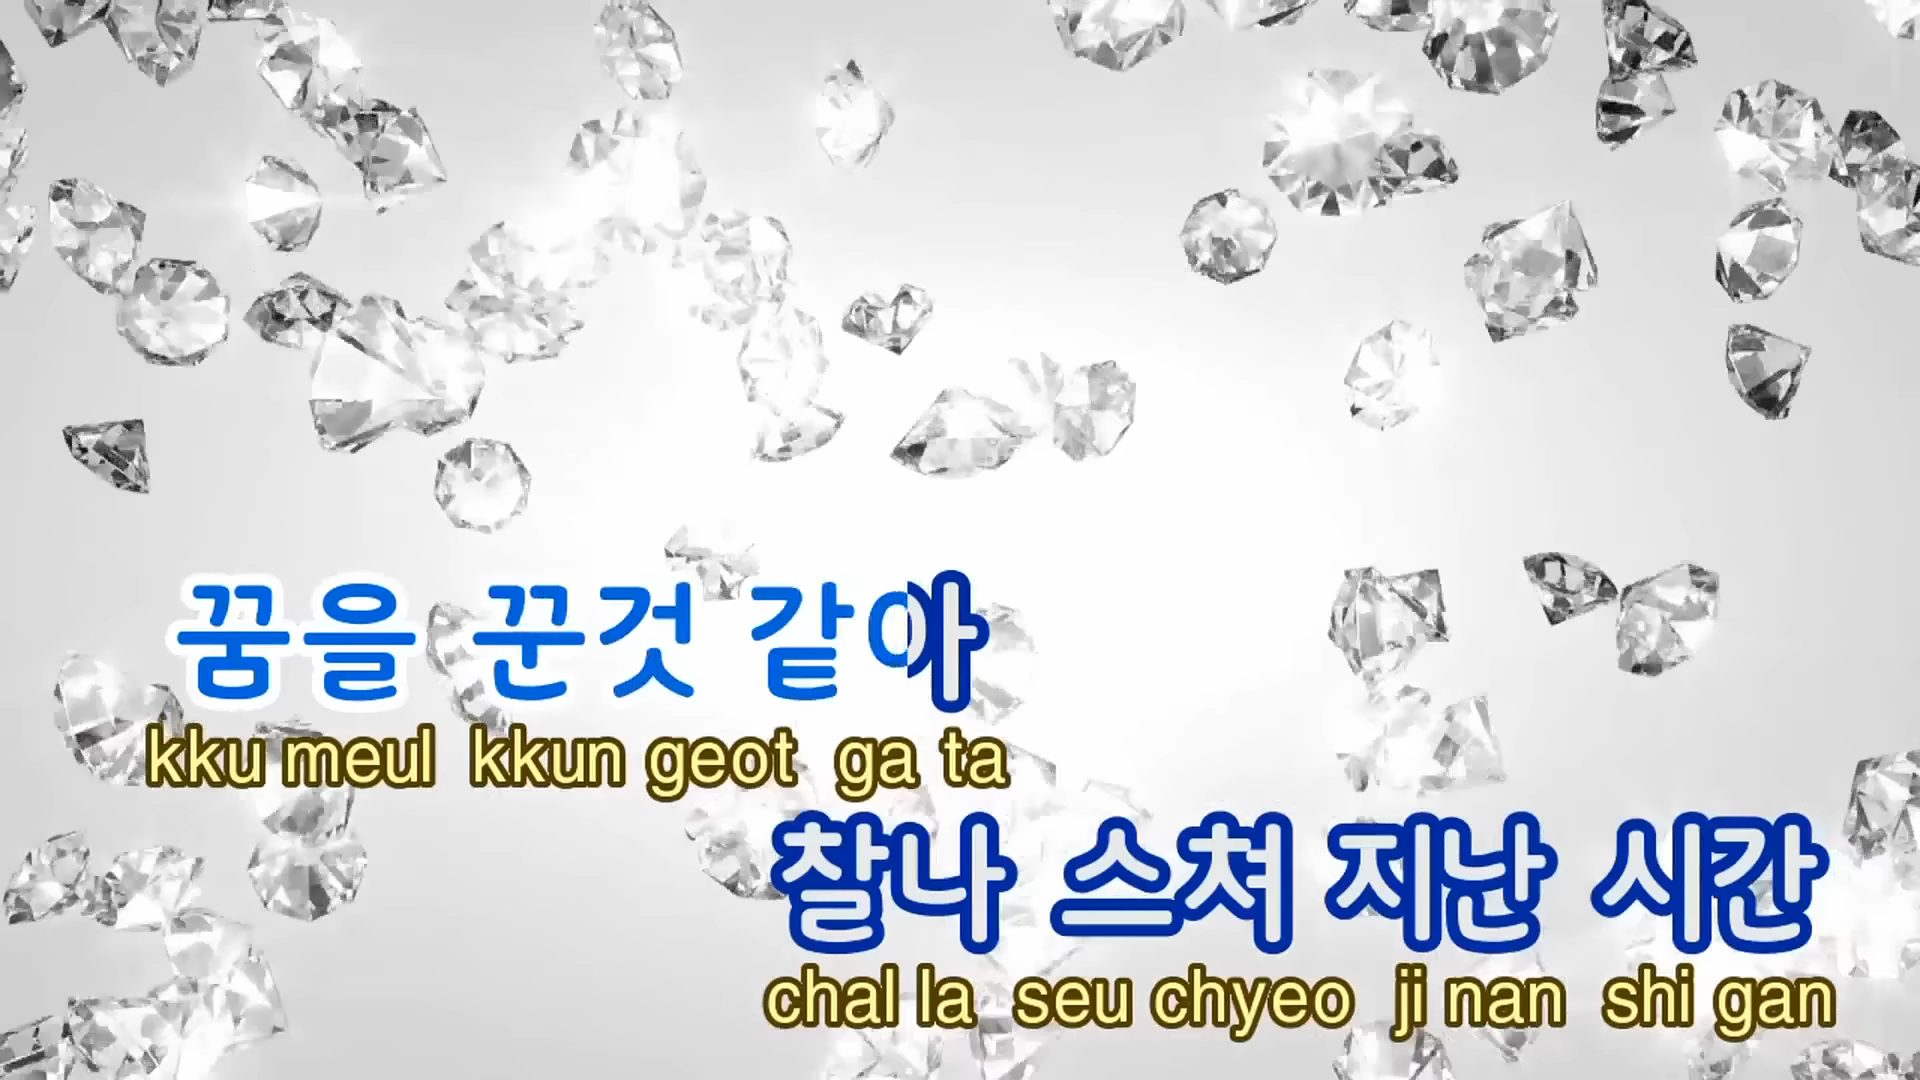 꿈을 꾼것 같아
kku meul kkun geot ga ta
찰나 스쳐 지난 시간
chal la seu chyeo ji nan shi gan